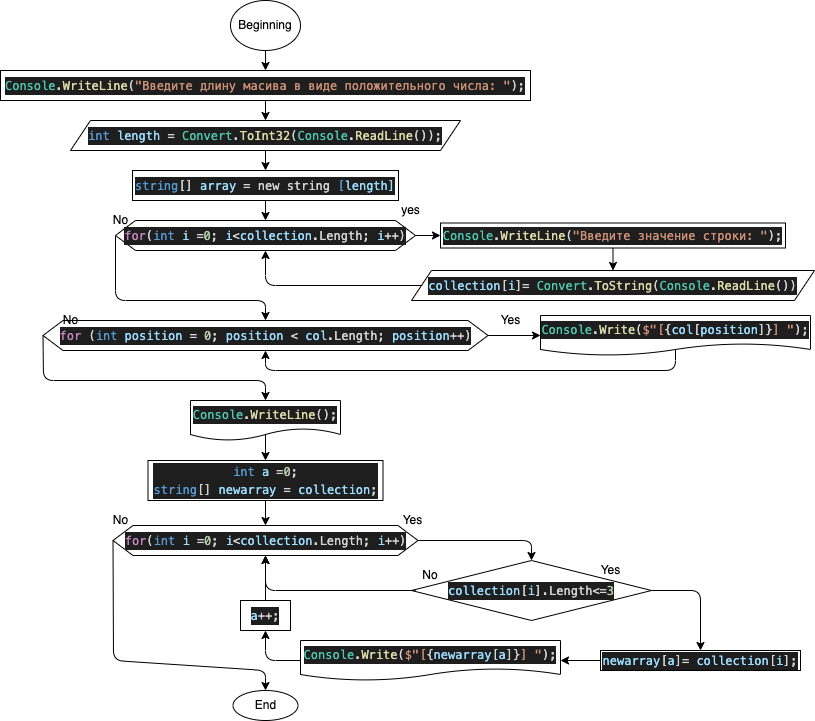 Beginning
Console.WriteLine("Введите длину масива в виде положительного числа: ");
int length = Convert.ToInt32(Console.ReadLine());
string[] array = new string [length]
No
yes
for(int i =0; i<collection.Length; i++)
Console.WriteLine("Введите значение строки: ");
collection[i]= Convert.ToString(Console.ReadLine())
No
Yes
for (int position = 0; position < col.Length; position++)
Console.Write($"[{col[position]}] ");
Console.WriteLine();
int a =0;
string[] newarray = collection;
No
Yes
for(int i =0; i<collection.Length; i++)
No
Yes
collection[i].Length<=3
a++;
Console.Write($"[{newarray[a]}] ");
newarray[a]= collection[i];
End